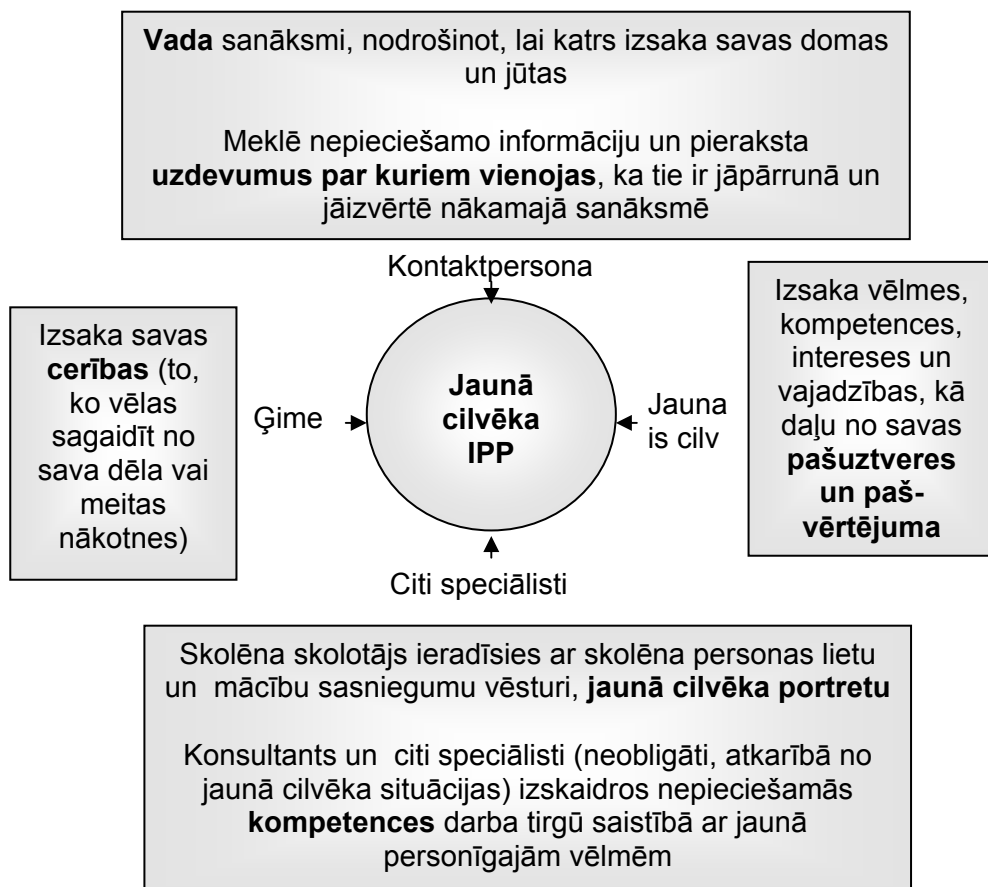 Vada sanāksmi, nodrošinot, lai katrs izsaka savas domas
un jūtas
Meklē nepieciešamo informāciju un pieraksta
uzdevumus par kuriem vienojas, ka tie ir jāpārrunā un
jāizvērtē nākamajā sanāksmē
Kontaktpersona
Izsaka savas
cerības (to,
ko vēlas
sagaidīt no
sava dēla vai
meitas
nākotnes)
Ģime
Jaunā
cilvēka
IPP
Jauna
is cilv
Izsaka vēlmes,
kompetences,
intereses un
vajadzības, kā
daļu no savas
pašuztveres
un paš-
vērtējuma
Citi speciālisti
Skolēna skolotājs ieradīsies ar skolēna personas lietu
un mācību sasniegumu vēsturi, jaunā cilvēka portretu
Konsultants un citi speciālisti (neobligāti, atkarībā no
jaunā cilvēka situācijas) izskaidros nepieciešamās
kompetences darba tirgū saistībā ar jaunā
personīgajām vēlmēm